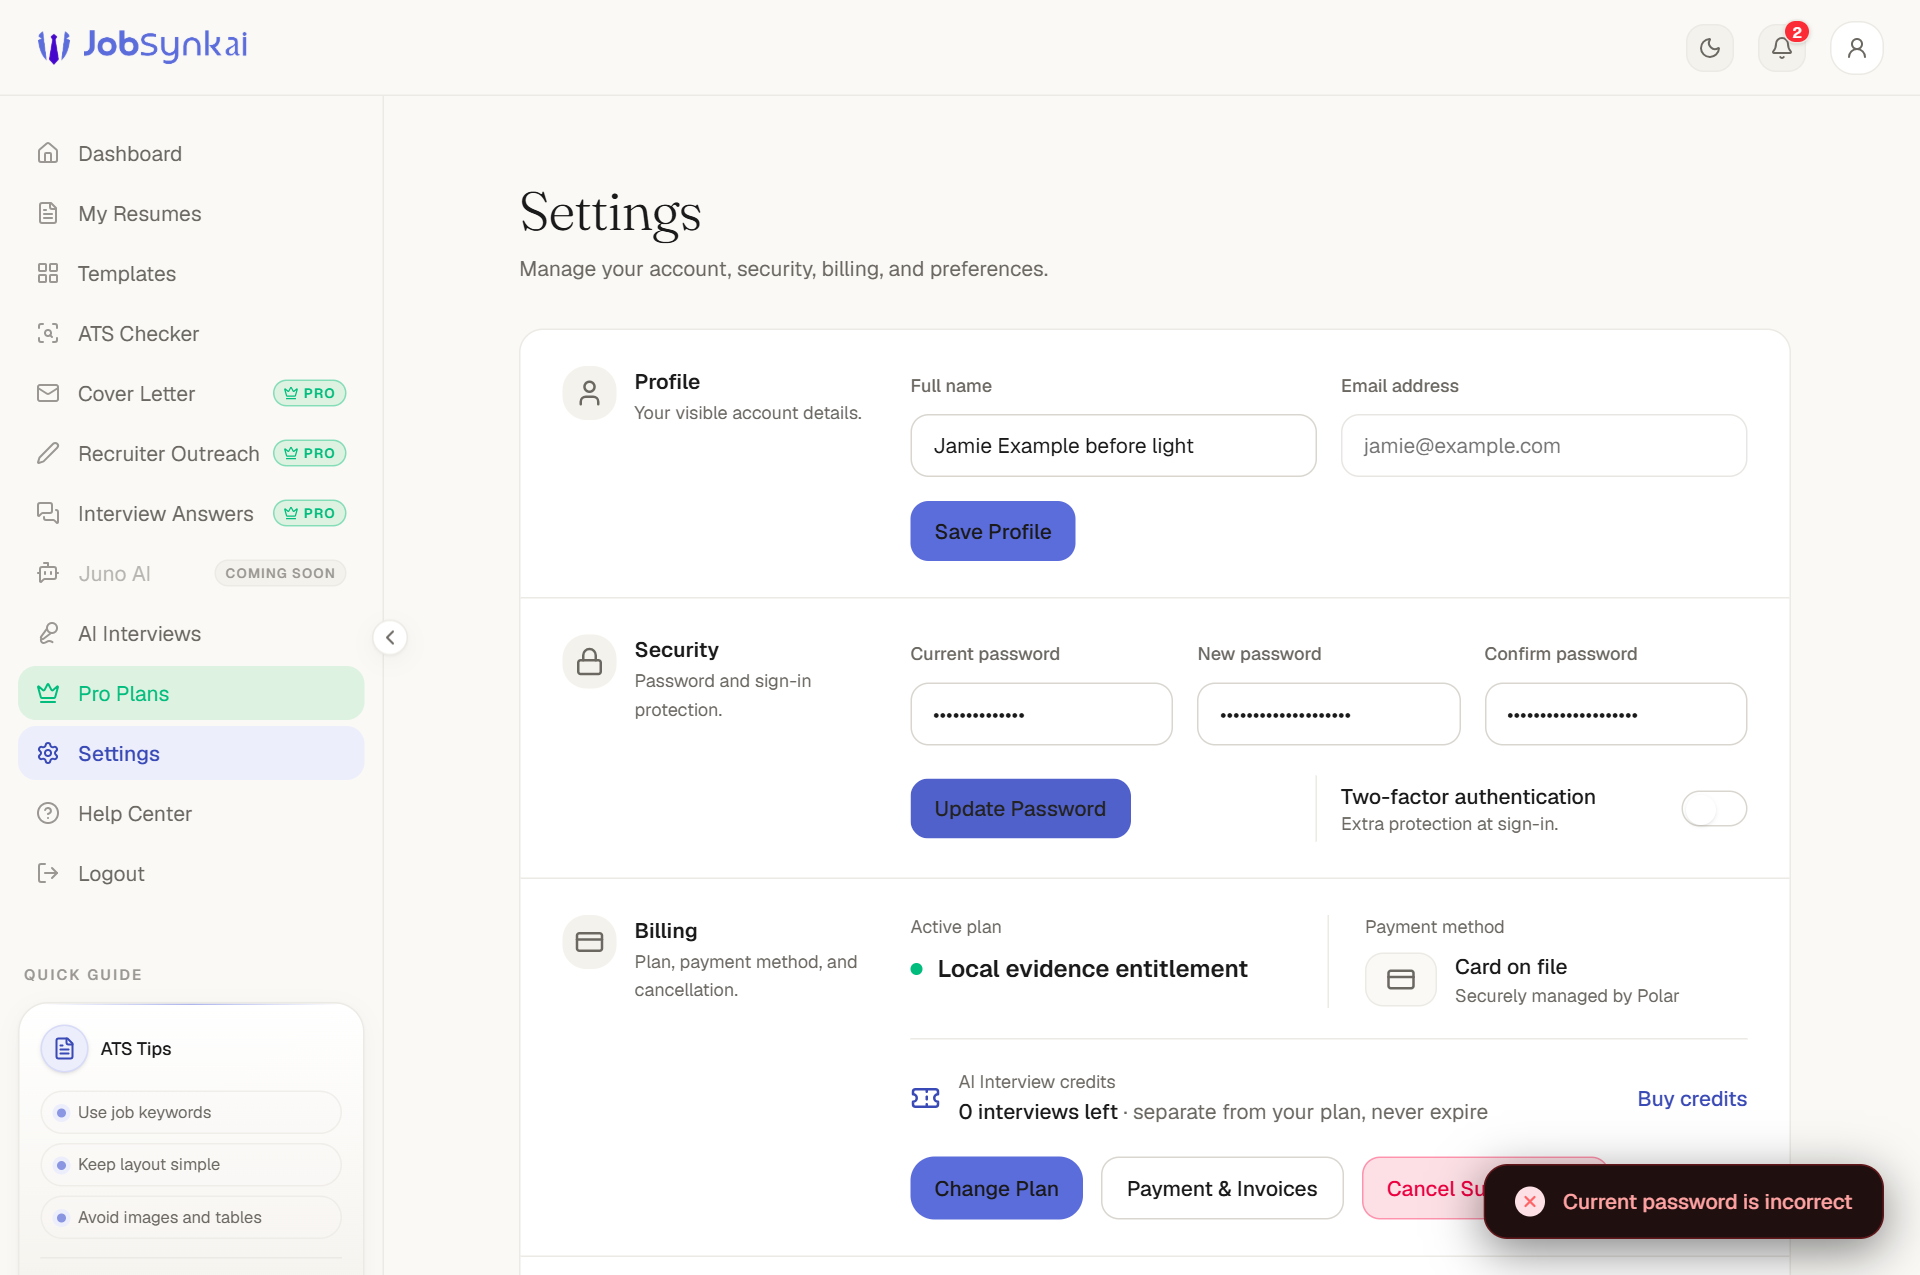 JobSynkai
2
Dashboard
My Resumes
Templates
ATS Checker
Cover Letter
PRO
Recruiter Outreach
PRO
Interview Answers
PRO
Juno AI
COMING SOON
AI Interviews
Pro Plans
Settings
Help Center
Logout
QUICK GUIDE
ATS Tips
Use job keywords
Keep layout simple
Avoid images and tables
Settings
Manage your account, security, billing, and preferences.
Profile
Your visible account details.
Full name
Jamie Example before light
Email address
jamie@example.com
Save Profile
Security
Password and sign-in
protection.
Current password
••••••••••••••
New password
••••••••••••••••••••
Confirm password
••••••••••••••••••••
Update Password
Two-factor authentication
Extra protection at sign-in.
Billing
Plan, payment method, and
cancellation.
Active plan
Local evidence entitlement
Payment method
Card on file
Securely managed by Polar
AI Interview credits
0 interviews left · separate from your plan, never expire
Buy credits
Change Plan
Payment & Invoices
Cancel Su
Current password is incorrect